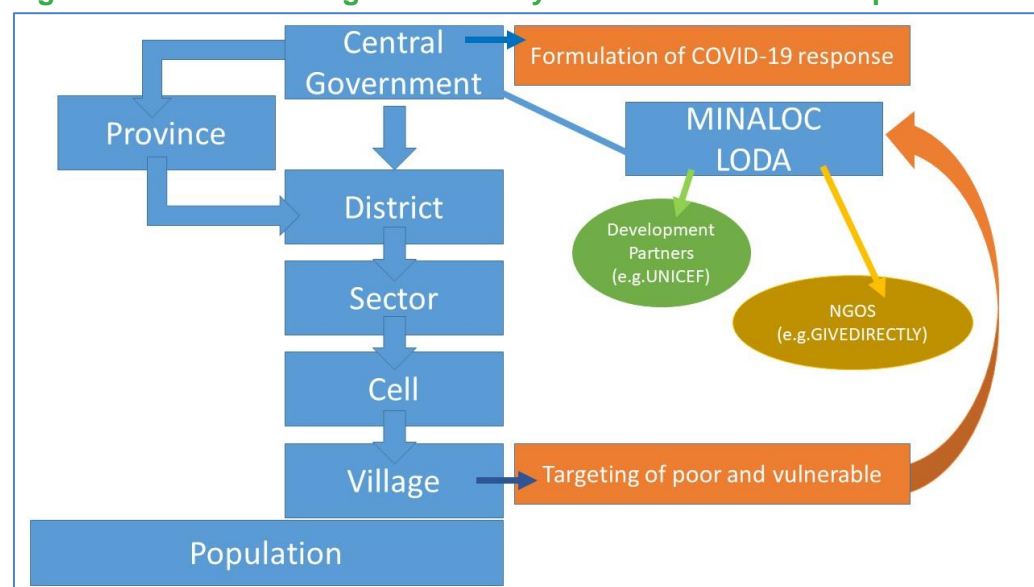 Central
Government
Formulation of COVID-19 response
Province
MINALOC
LODA
District
Development
Partners
(e.g.UNICEF)
Sector
NGOS
(e.g.GIVEDIRECTLY)
Cell
Village
Targeting of poor and vulnerable
Population